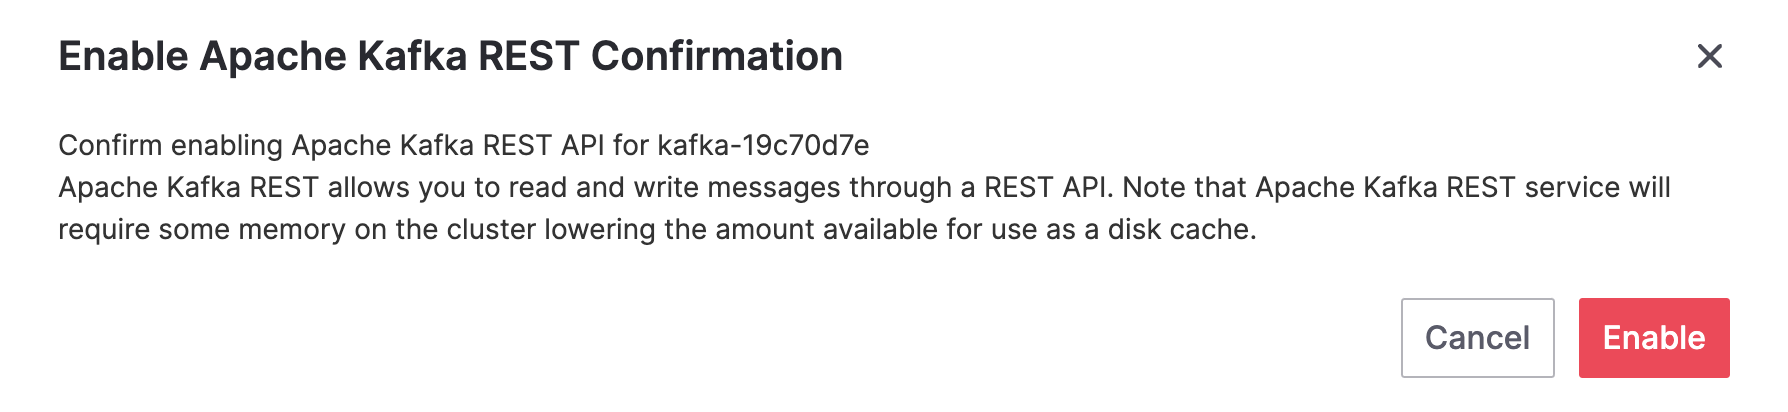 Enable Apache Kafka REST Confirmation
Confirm enabling Apache Kafka REST API for kafka-19c70d7e
Apache Kafka REST allows you to read and write messages through a REST API. Note that Apache Kafka REST service will
require some memory on the cluster lowering the amount available for use as a disk cache.
Cancel
Enable